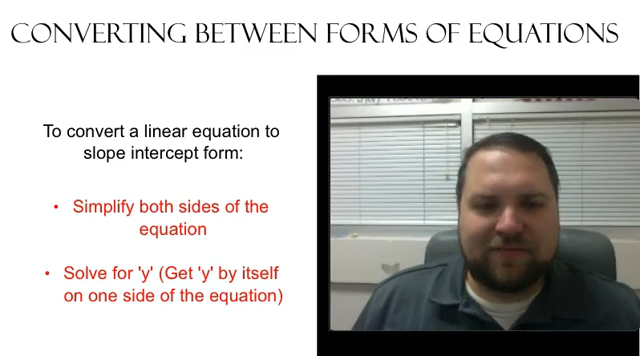 CONVERTING BETWEEN FORMS OF EQUATIONS
To convert a linear equation to
slope intercept form:
• Simplify both sides of the
equation
• Solve for 'y' (Get 'y' by itself
on one side of the equation)